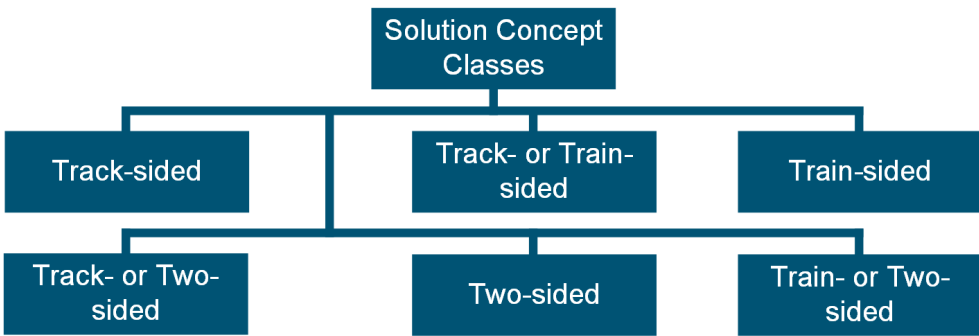 Solution Concept
Classes
Track-sided
Track- or Train-
sided
Train-sided
Track- or Two-
sided
Two-sided
Train- or Two-
sided